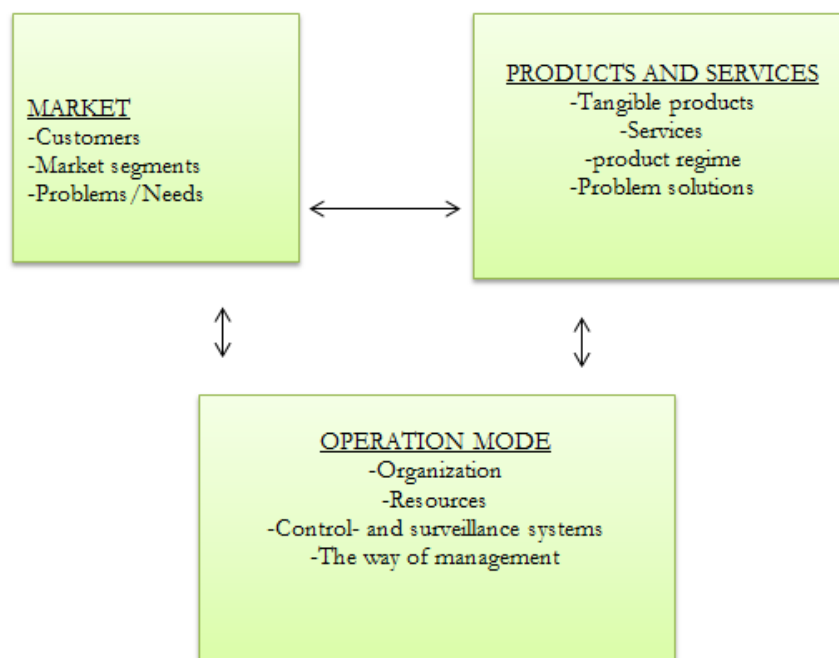 MARKET
-Customers
-Market segments
-Problems/Needs
PRODUCTS AND SERVICES
-Tangible products
-Services
-product regime
-Problem solutions
OPERATION MODE
-Organization
-Resources
-Control- and surveillance systems
-The way of management